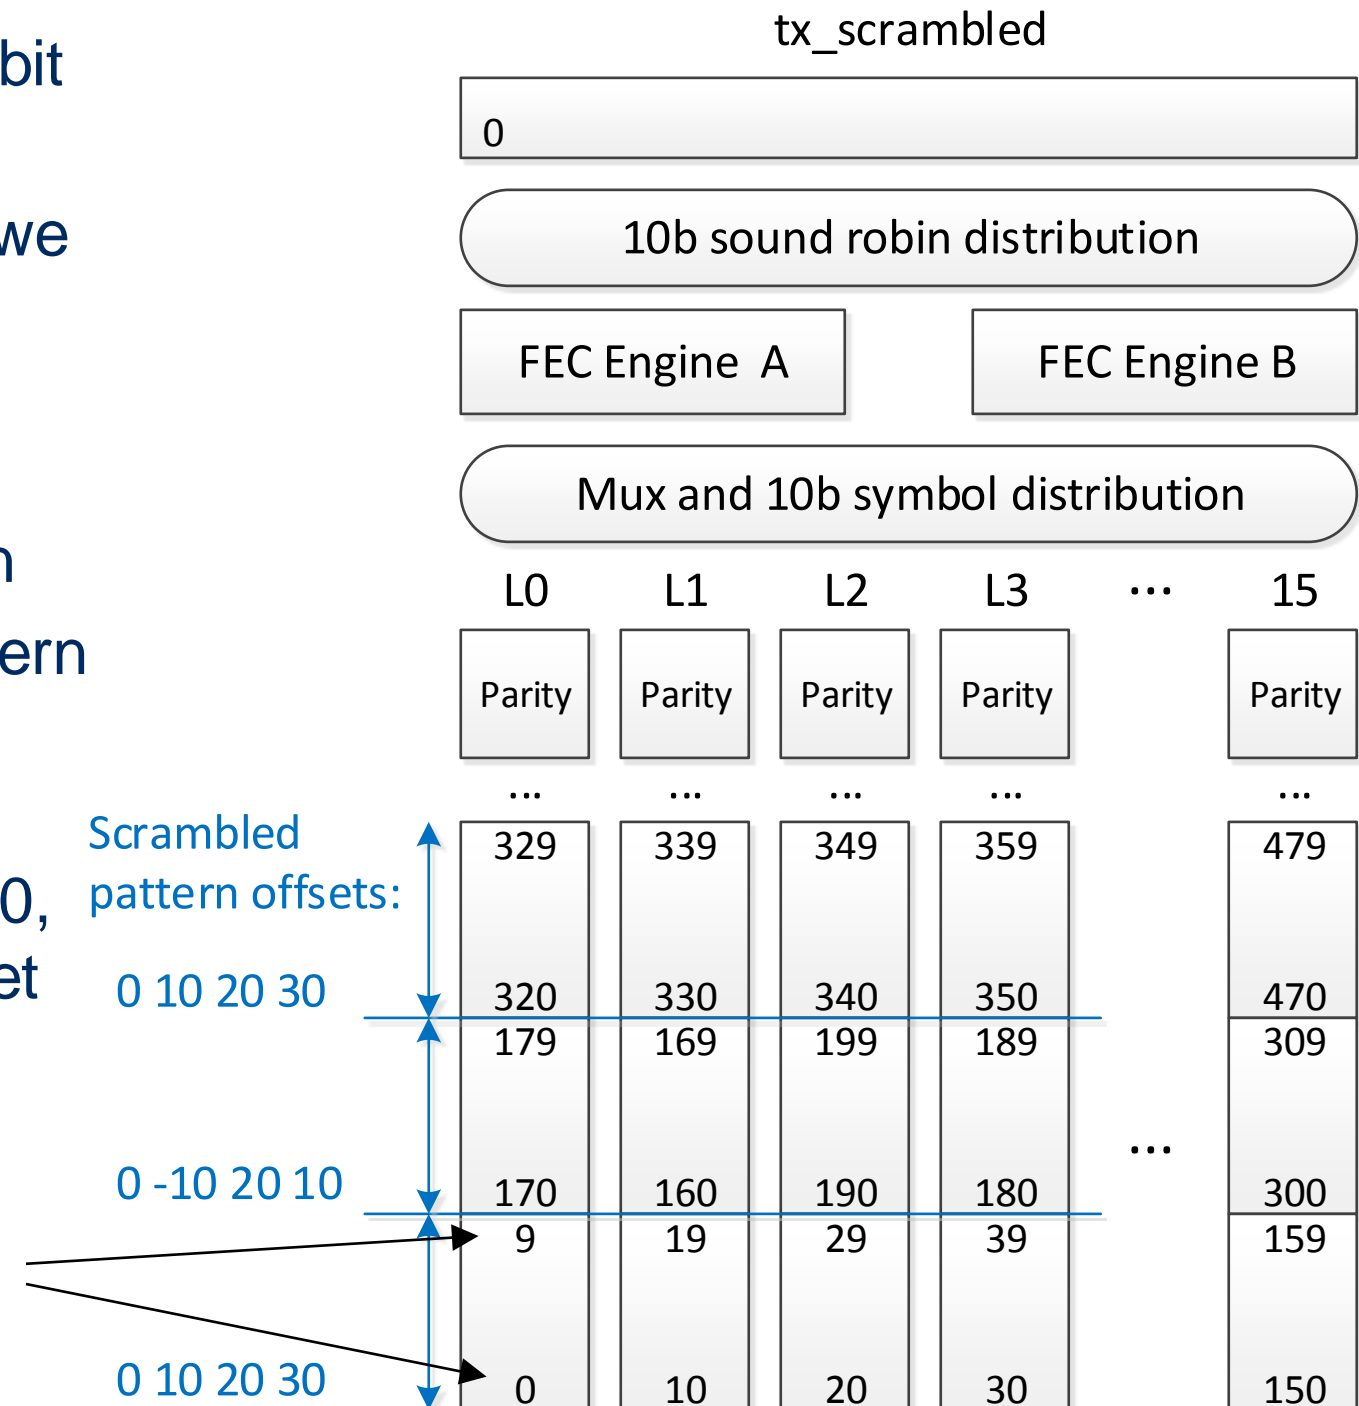 bit
we
n
ern
0,
et
tx_scrambled
0
10b sound robin distribution
FEC Engine A
FEC Engine B
Mux and 10b symbol distribution
L0 L1 L2 L3 ... 15
Parity Parity Parity Parity Parity
... ... ... ... ...
Scrambled
pattern offsets:
329 339 349 359 479
0 10 20 30
320 330 340 350 470
179 169 199 189 309
...
0 -10 20 10
170 160 190 180 300
9 19 29 39 159
0 10 20 30
0 10 20 30 150